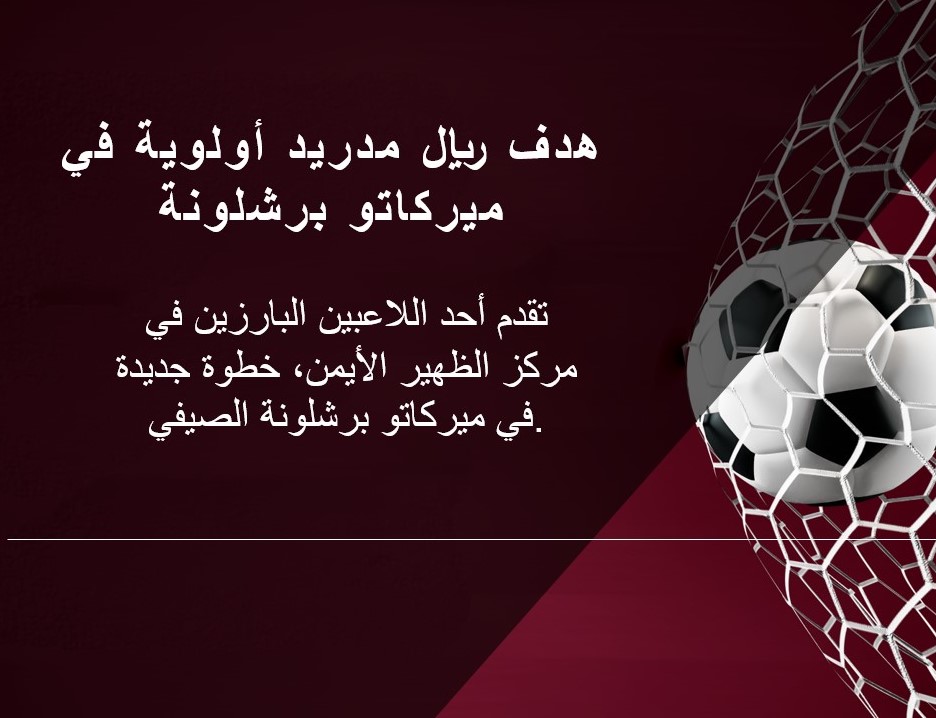 هدف ريال مدريد أولوية في
ميركاتو برشلونة
تقدم أحد اللاعبين البارزين في
مركز الظهير الأيمن، خطوة جديدة
في ميركاتو برشلونة الصيفي.